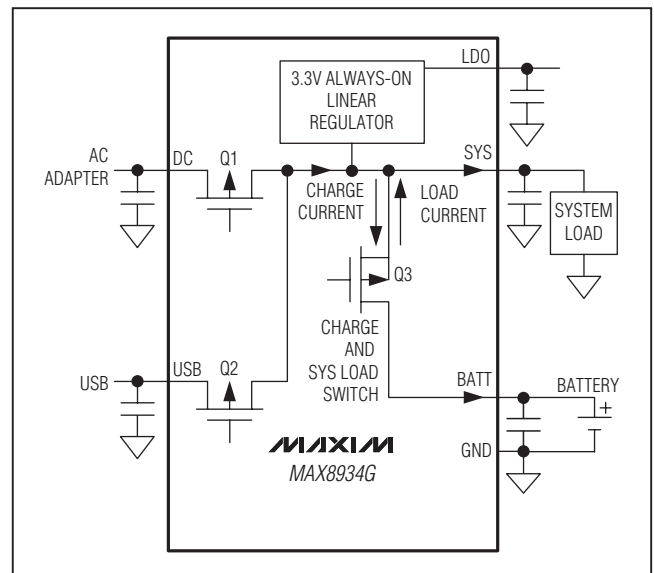 LDO
3.3V ALWAYS-ON
LINEAR
REGULATOR
AC
ADAPTER
DC
Q1
SYS
CHARGE
CURRENT
LOAD
CURRENT
SYSTEM
LOAD
Q3
CHARGE
AND
SYS LOAD
SWITCH
USB
USB
Q2
BATT
BATTERY
+
GND
MAXIM
MAX8934G